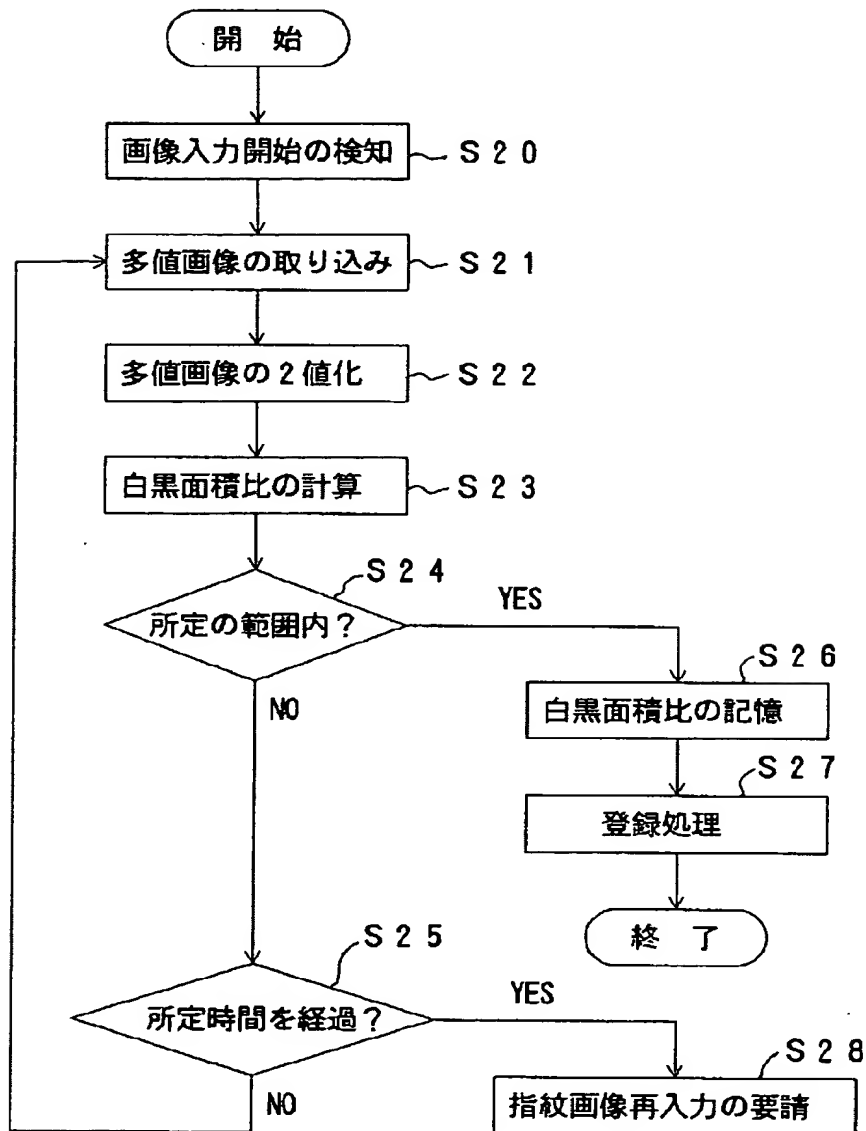 開 始
画像入力開始の検知 S20
多値画像の取り込み S21
多値画像の2値化 S22
白黒面積比の計算 S23
S24
所定の範囲内? YES
NO
S26
白黒面積比の記憶
S27
登録処理
終 了
S25
所定時間を経過? YES
NO
S28
指紋画像再入力の要請